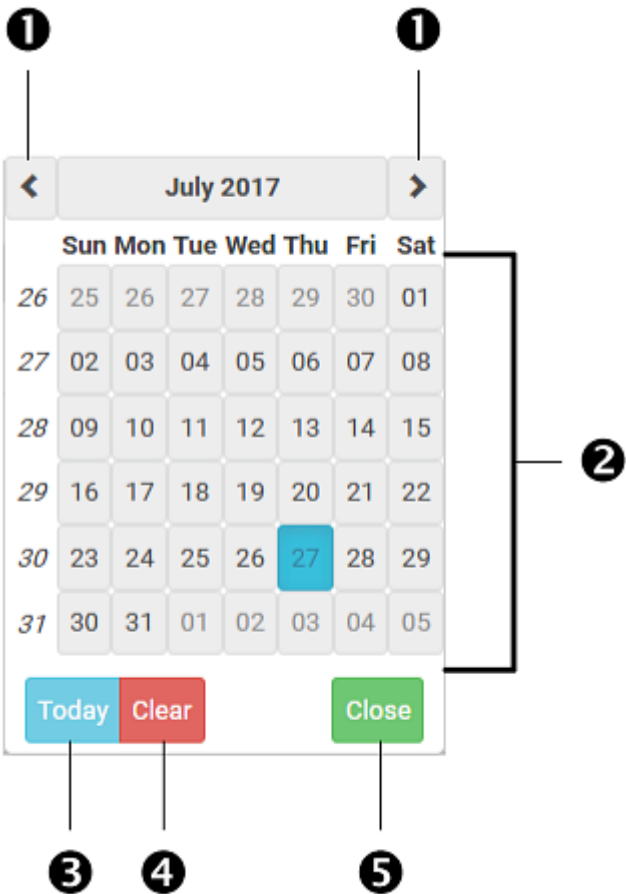 1 1
July 2017
Sun Mon Tue Wed Thu Fri Sat
26 25 26 27 28 29 30 01
27 02 03 04 05 06 07 08
28 09 10 11 12 13 14 15
2
29 16 17 18 19 20 21 22
30 23 24 25 26 27 28 29
31 30 31 01 02 03 04 05
Today Clear Close
3 4 5